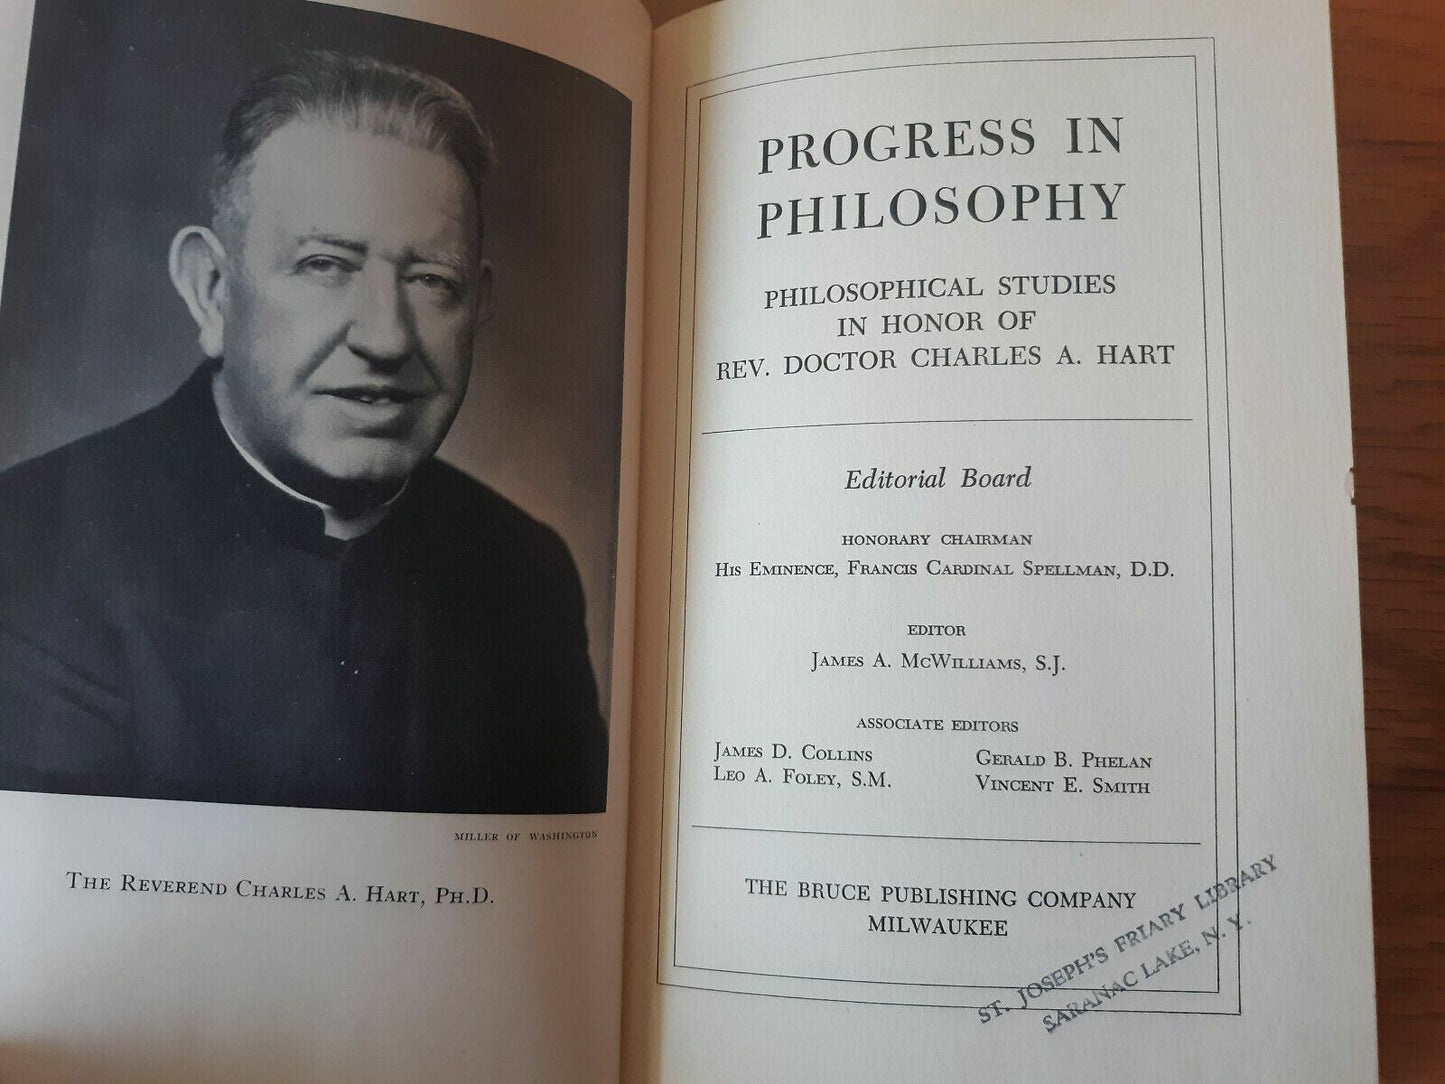 MILLER OF WASHINGTON
THE REVEREND CHARLES A. HART, PH.D.
PROGRESS IN
PHILOSOPHY
PHILOSOPHICAL STUDIES
IN HONOR OF
REV. DOCTOR CHARLES A. HART
Editorial Board
HONORARY CHAIRMAN
HIS EMINENCE, FRANCIS CARDINAL SPELLMAN, D.D.
EDITOR
JAMES A. MCWILLIAMS, S.J.
ASSOCIATE EDITORS
JAMES D. COLLINS
LEO A. FOLEY, S.M.
GERALD B. PHELAN
VINCENT E. SMITH
THE BRUCE PUBLISHING COMPANY
MILWAUKEE
ST. JOSEPH'S FRIARY LIBRARY
SARANAC LAKE, N. Y.